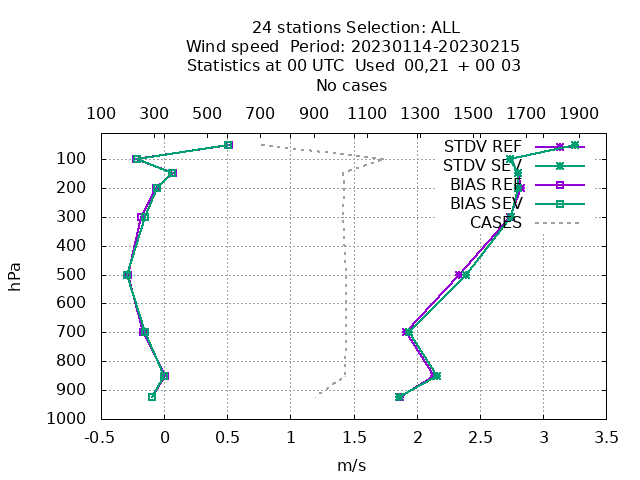 24 stations Selection: ALL
Wind speed  Period: 20230114-20230215
Statistics at 00 UTC  Used  00,21  + 00 03
No cases
100 300 500 700 900 1100 1300 1500 1700 1900
STDV REF
STDV SEV
BIAS REF
BIAS SEV
CASES
100
200
300
400
500
600
700
800
900
1000
hPa
-0.5 0 0.5 1 1.5 2 2.5 3 3.5
m/s